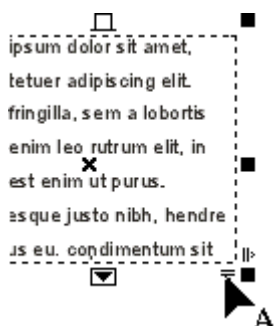 ipsum dolor sit amet,
tetuer adipiscing elit.
fringilla, sem a lobortis
enim leo rutrum elit, in
est enim ut purus.
esque justo nibh, hendre
us eu. condimentum sit
A